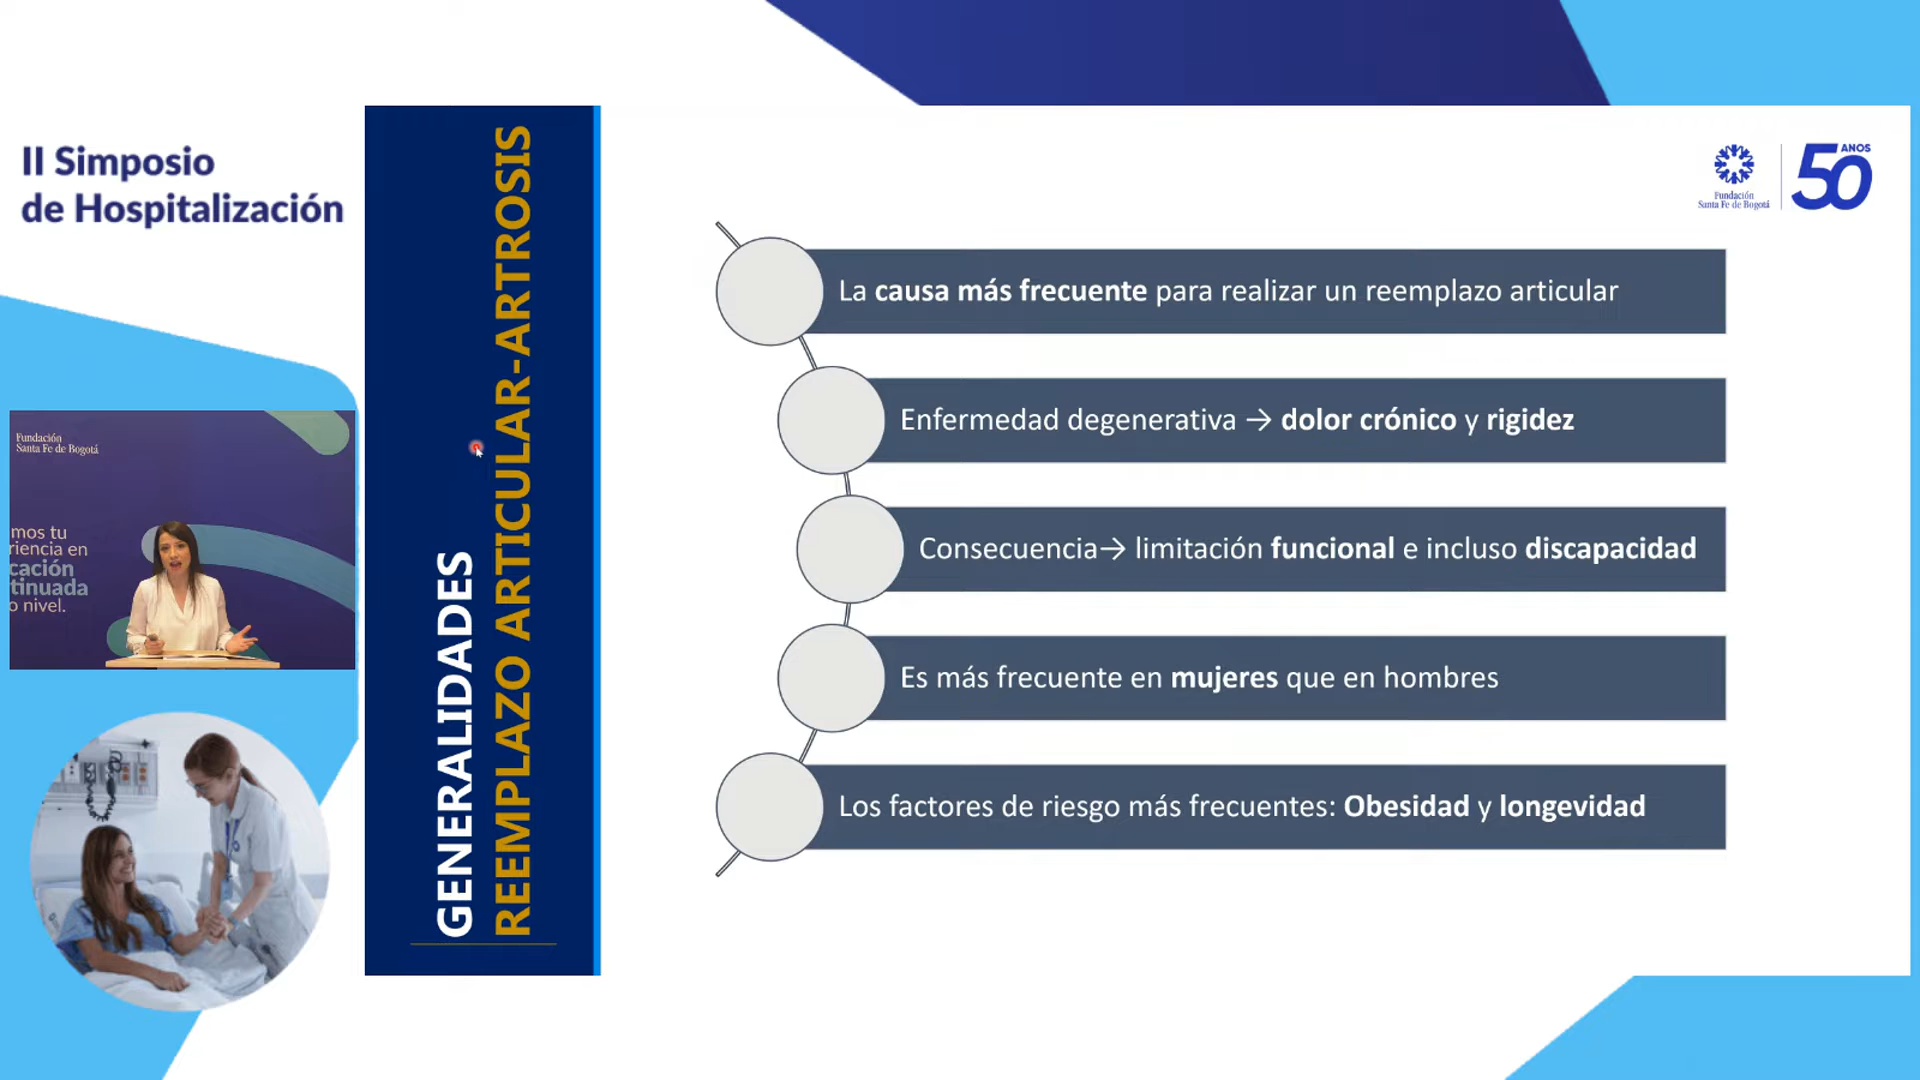 II Simposio
de Hospitalización
GENERALIDADES
REEMPLAZO ARTICULAR-ARTROSIS
Fundación
Santa Fe de Bogotá
50 AÑOS
La causa más frecuente para realizar un reemplazo articular
Enfermedad degenerativa → dolor crónico y rigidez
Consecuencia→ limitación funcional e incluso discapacidad
Es más frecuente en mujeres que en hombres
Los factores de riesgo más frecuentes: Obesidad y longevidad
Fundación
Santa Fe de Bogotá
mos tu
riencia en
cación
tinuada
o nivel.